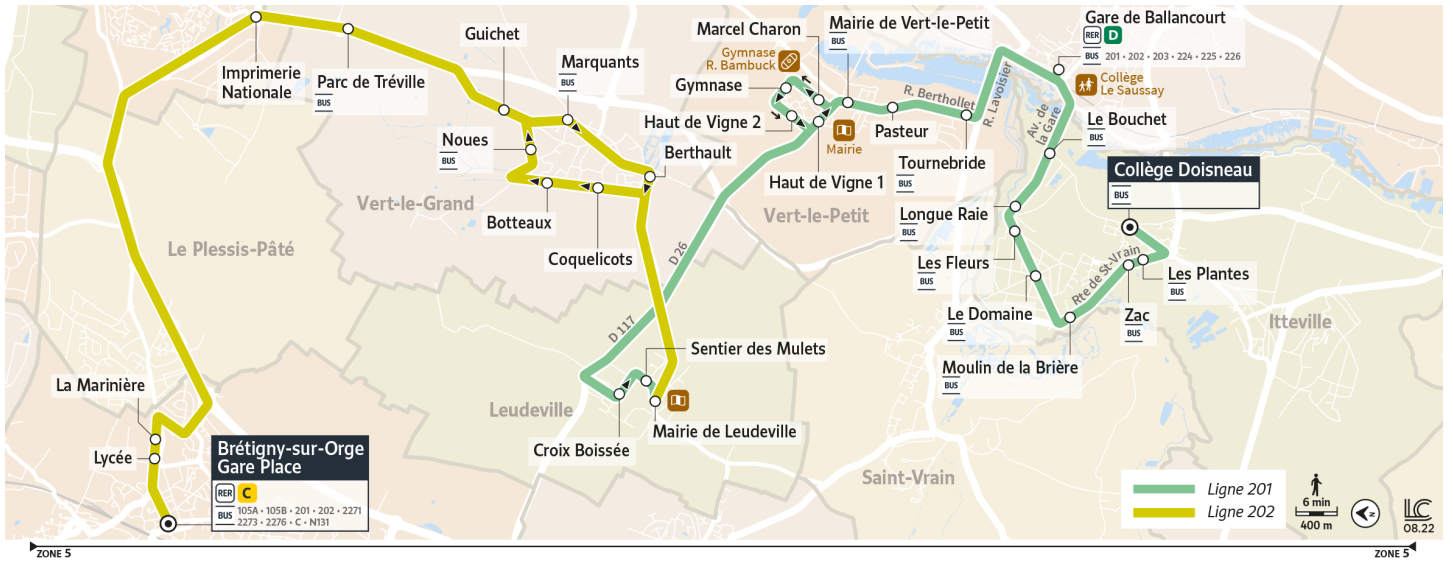 Imprimerie
Nationale
Parc de Tréville
BUS
Guichet
Marquants
BUS
Noues
BUS
Berthault
Botteaux
Coquelicots
Vert-le-Grand
Le Plessis-Pâté
La Marinière
Lycée
Brétigny-sur-Orge
Gare Place
RER C
BUS 105A • 105B • 201 • 202 • 2271
2273 • 2276 • C • N131
Marcel Charon
Gymnase
R. Bambuck
Gymnase
Haut de Vigne 2
Mairie de Vert-le-Petit
BUS
Mairie
Haut de Vigne 1
Pasteur
R. Berthollet
Tournebride
BUS
R. Lavoisier
Gare de Ballancourt
RER D
BUS 201 • 202 • 203 • 224 • 225 • 226
Collège
Le Saussay
Av. de
la Gare
Le Bouchet
BUS
Collège Doisneau
BUS
Vert-le-Petit
Longue Raie
BUS
Les Fleurs
BUS
Le Domaine
BUS
Moulin de la Brière
BUS
Rte de St-Vrain
Zac
BUS
Les Plantes
BUS
Itteville
D 26
D 117
Sentier des Mulets
Leudeville
Croix Boissée
Mairie de Leudeville
Saint-Vrain
Ligne 201
Ligne 202
6 min
400 m
N
LC
08.22
ZONE 5
ZONE 5